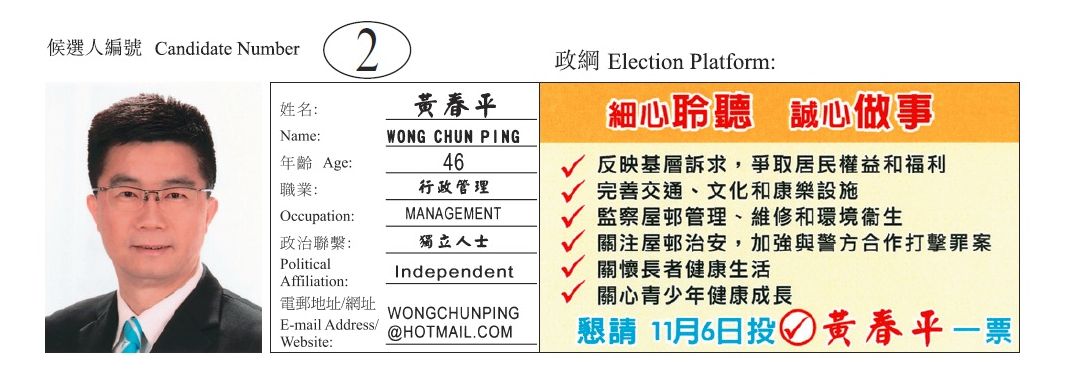 候選人編號 Candidate Number 2
政綱 Election Platform:
姓名: 黃春平
Name: WONG CHUN PING
年齡 Age: 46
職業: 行政管理
Occupation: MANAGEMENT
政治聯繫: 獨立人士
Political
Affiliation: Independent
電郵地址/網址
E-mail Address/
Website:
WONGCHUNPING
@HOTMAIL.COM
細心聆聽 誠心做事
反映基層訴求，爭取居民權益和福利
完善交通、文化和康樂設施
監察屋邨管理、維修和環境衞生
關注屋邨治安，加強與警方合作打擊罪案
關懷長者健康生活
關心青少年健康成長
懇請 11月6日投 黃春平 一票